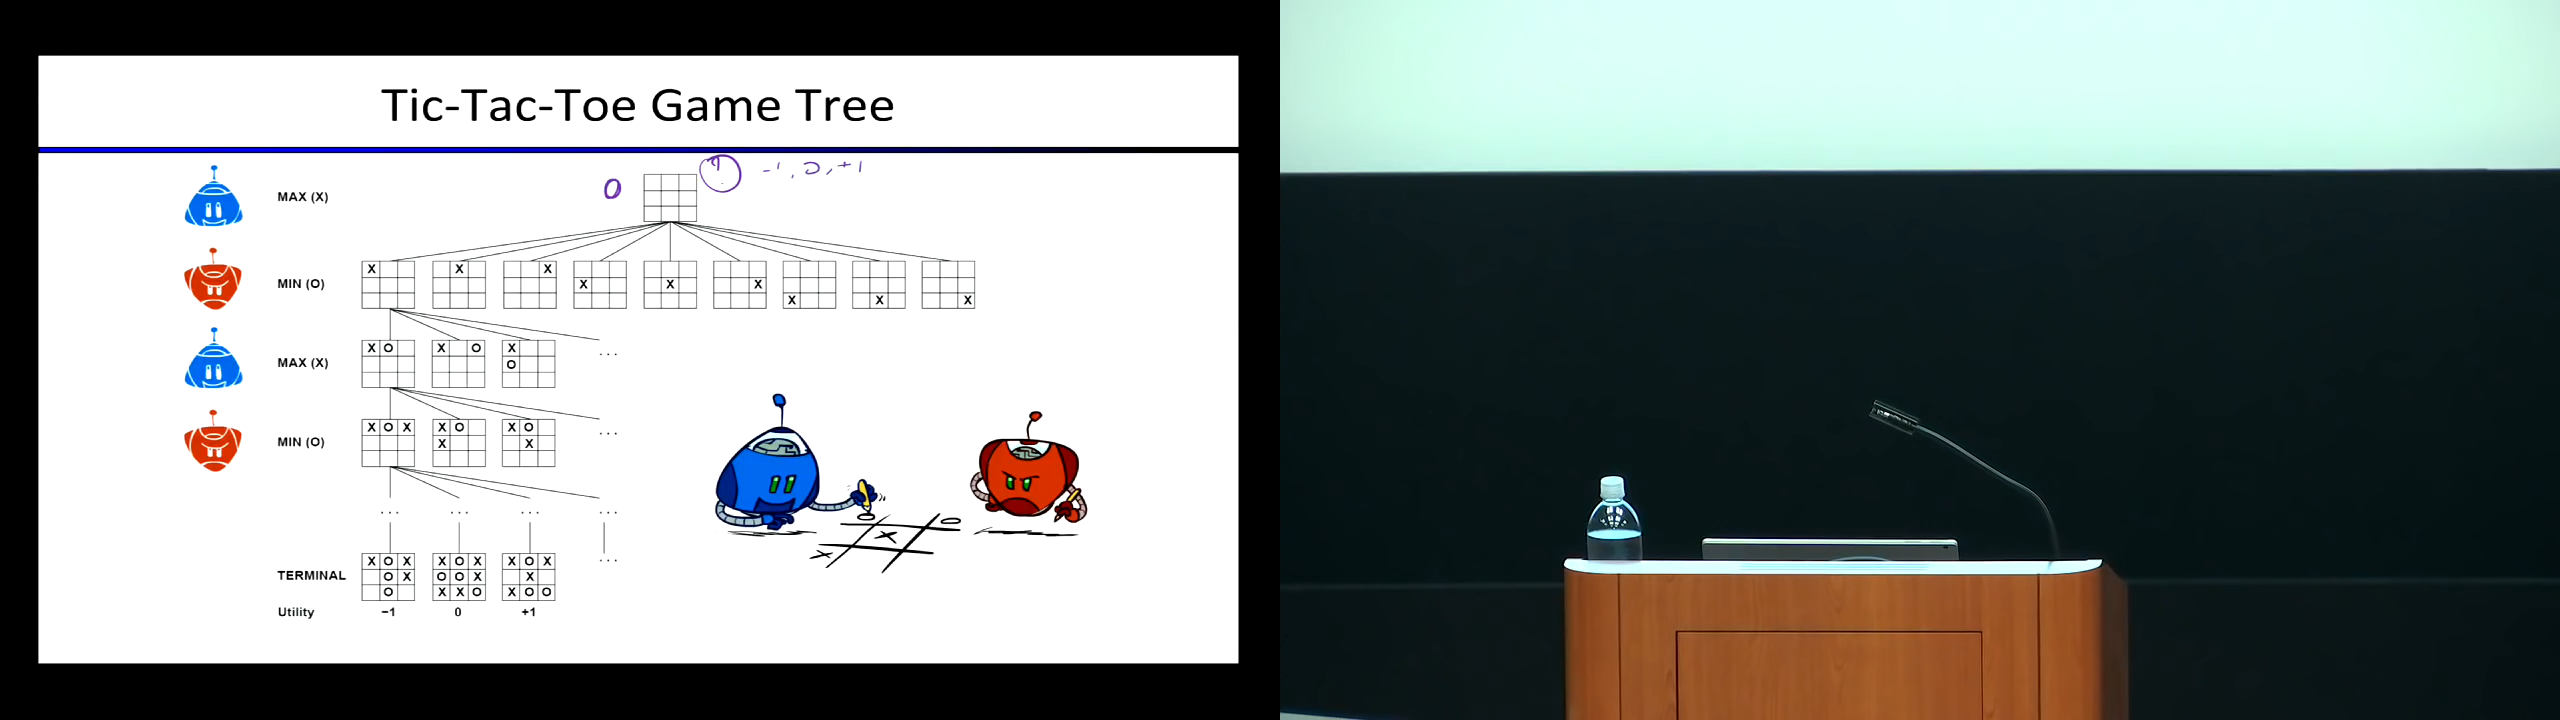 Tic-Tac-Toe Game Tree
0 ? -1, 0, +1
MAX (X)
MIN (O)
X X X X X X X X X
MAX (X)
X O X O X
O
...
MIN (O)
X O X X O X O
X X
...
... ... ... ...
TERMINAL
X O X X O X X O X
O X O O X X
O X X O X O O
...
Utility −1 0 +1